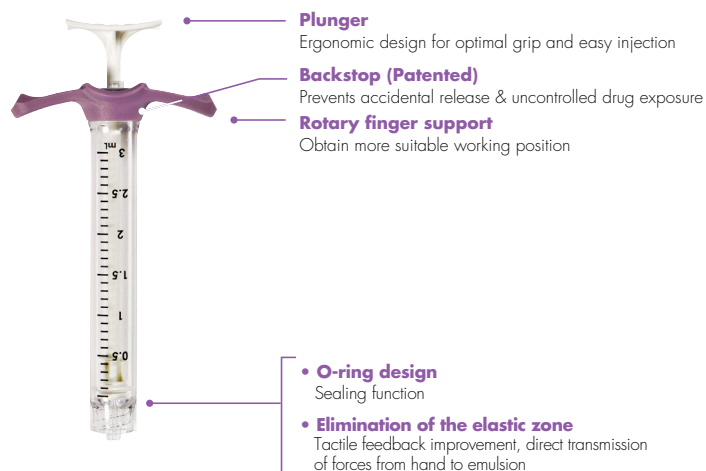 Plunger
Ergonomic design for optimal grip and easy injection
Backstop (Patented)
Prevents accidental release & uncontrolled drug exposure
Rotary finger support
Obtain more suitable working position
3
mL
2.5
2
1.5
1
0.5
• O-ring design
Sealing function
• Elimination of the elastic zone
Tactile feedback improvement, direct transmission
of forces from hand to emulsion